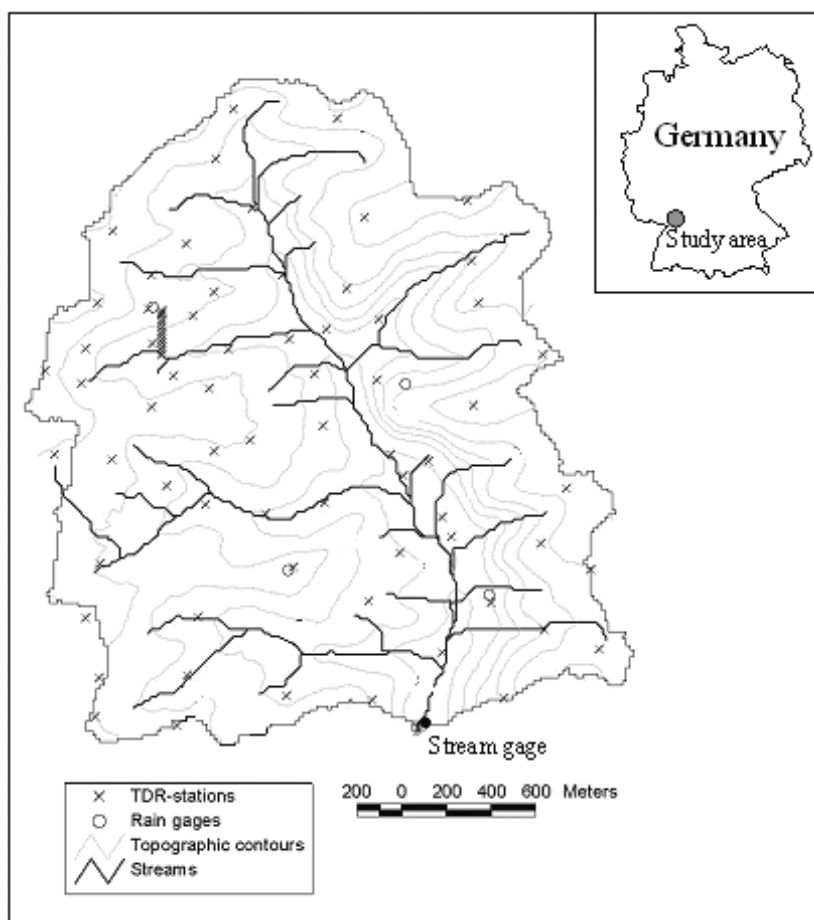 Germany
Study area
Stream gage
TDR-stations
Rain gages
Topographic contours
Streams
200 0 200 400 600 Meters